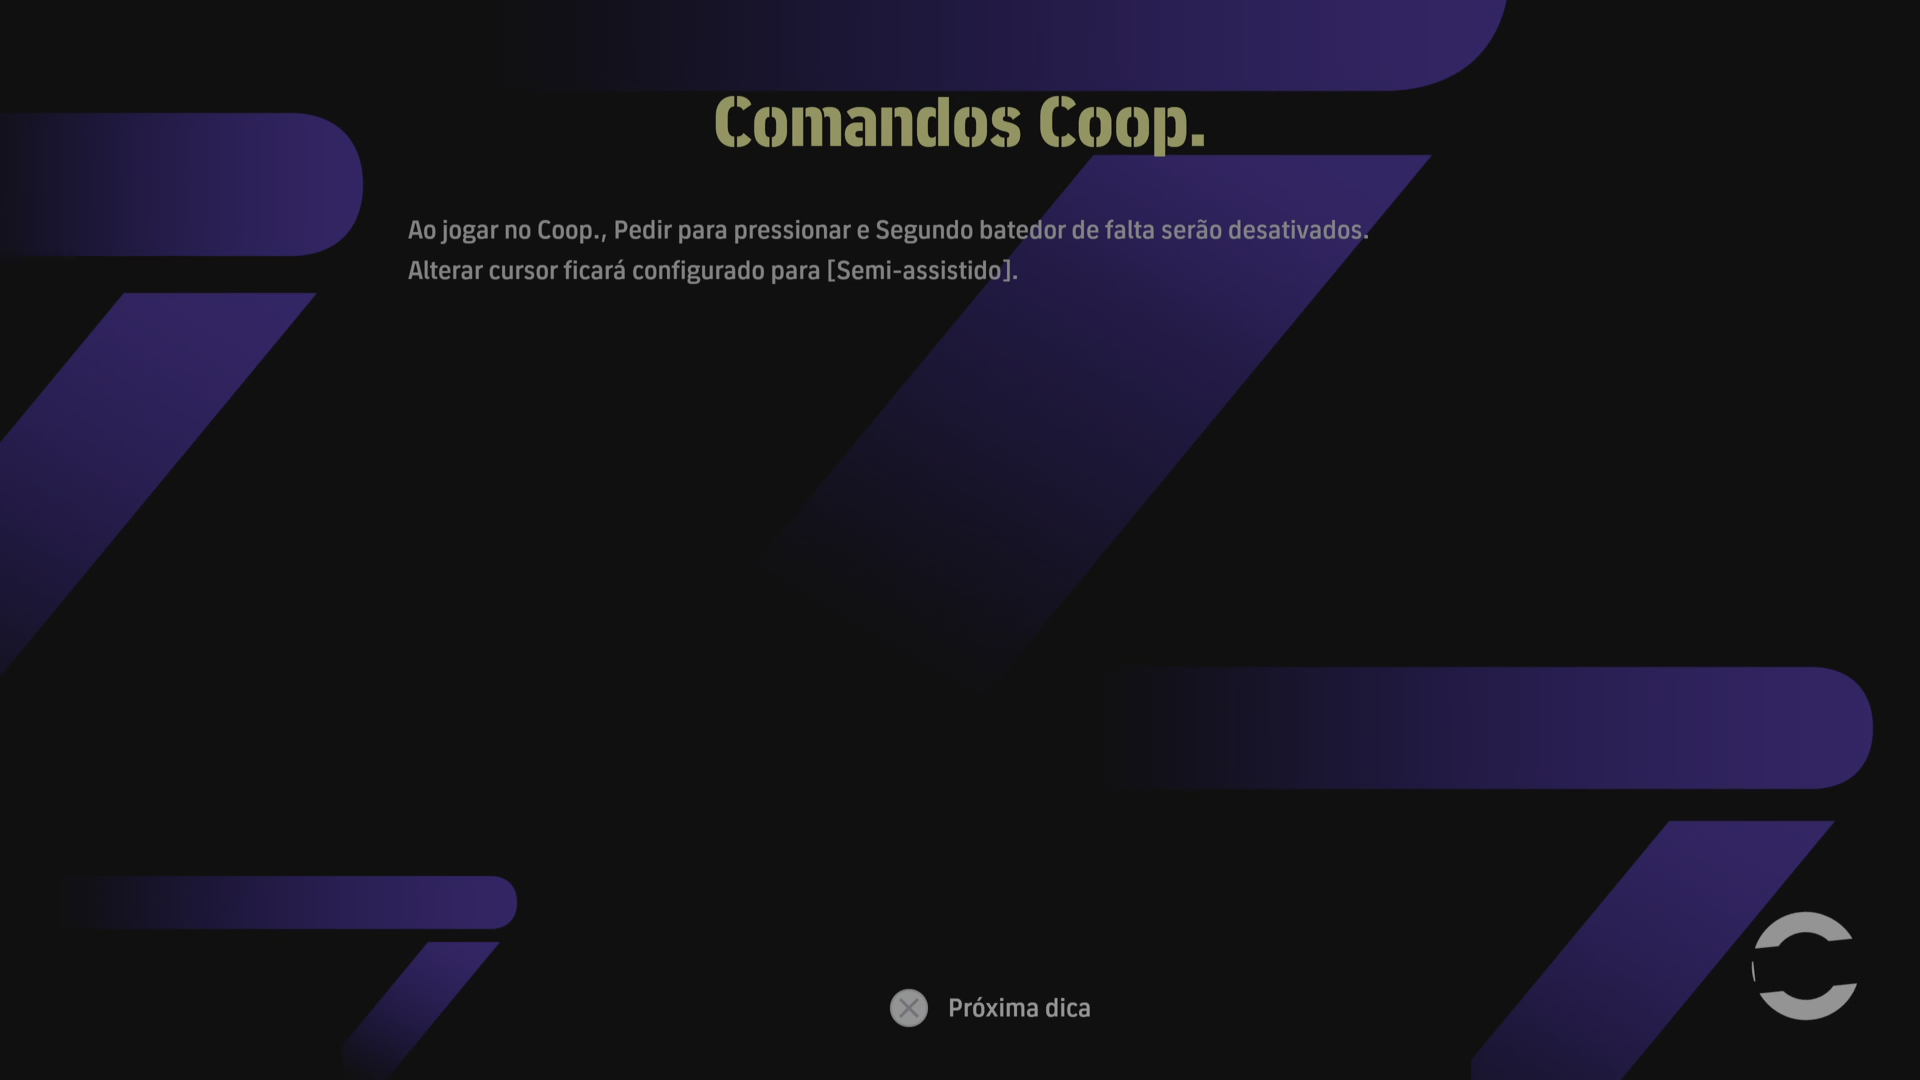 Comandos Coop.
Ao jogar no Coop., Pedir para pressionar e Segundo batedor de falta serão desativados.
Alterar cursor ficará configurado para [Semi-assistido].
Próxima dica